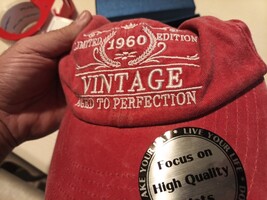 LIMITED 1960 EDITION
VINTAGE
AGED TO PERFECTION
LIVE YOUR LIFE
Focus on
High Quality